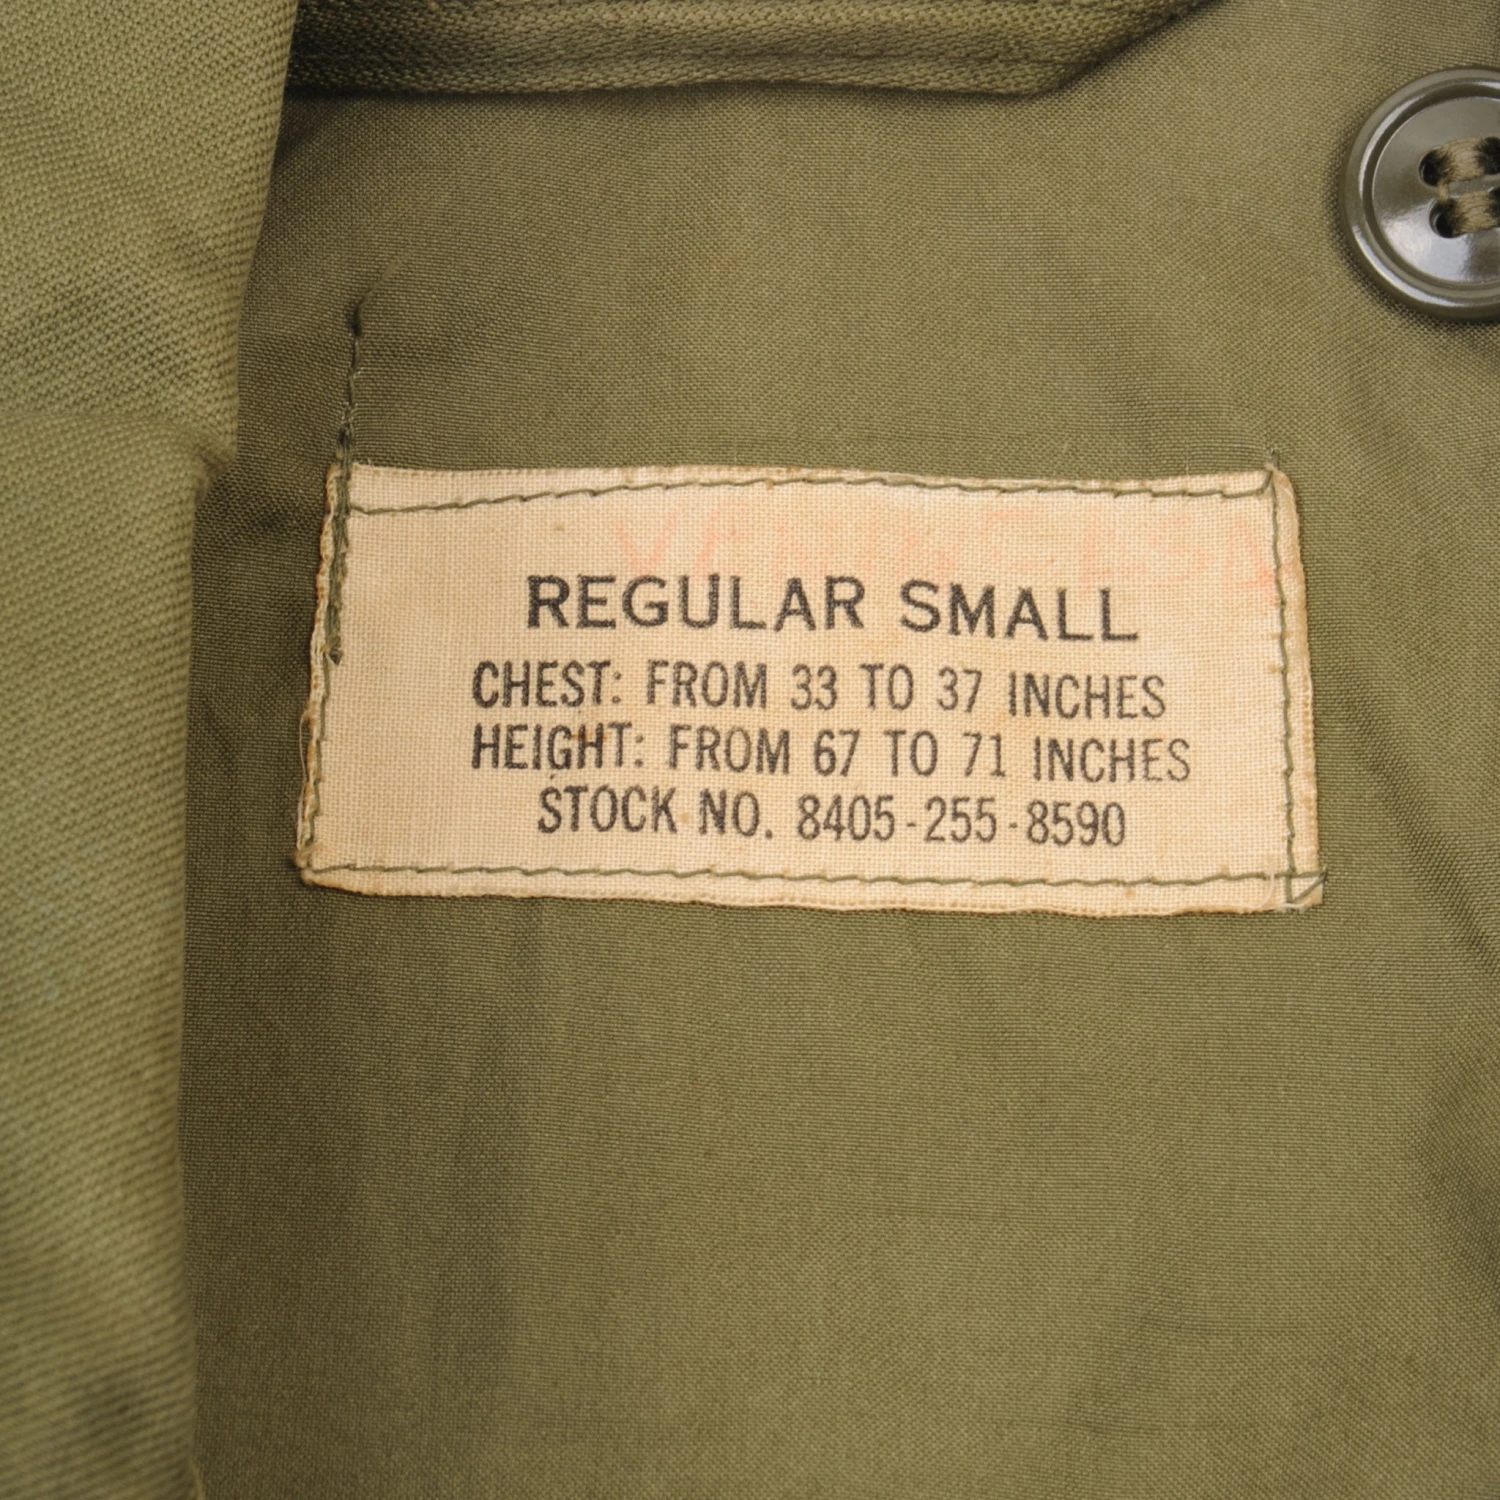 REGULAR SMALL
CHEST: FROM 33 TO 37 INCHES
HEIGHT: FROM 67 TO 71 INCHES
STOCK NO. 8405-255-8590